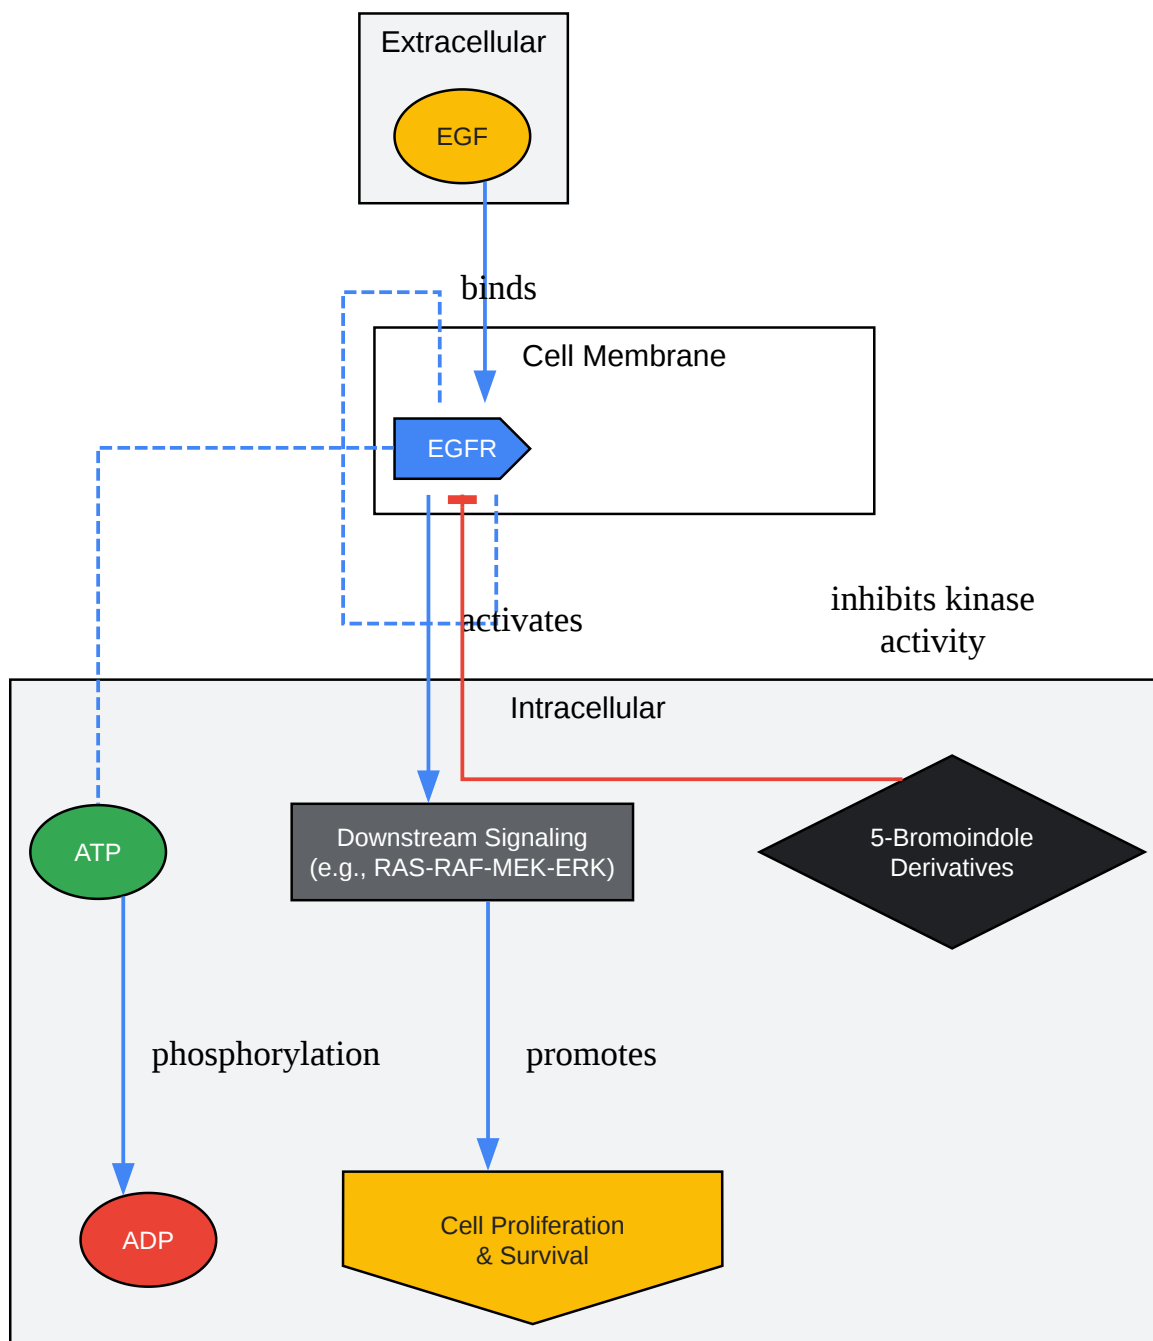 Extracellular
EGF
binds
Cell Membrane
EGFR
activates
inhibits kinase
activity
Intracellular
ATP
Downstream Signaling
(e.g., RAS-RAF-MEK-ERK)
5-Bromoindole
Derivatives
phosphorylation
promotes
ADP
Cell Proliferation
& Survival